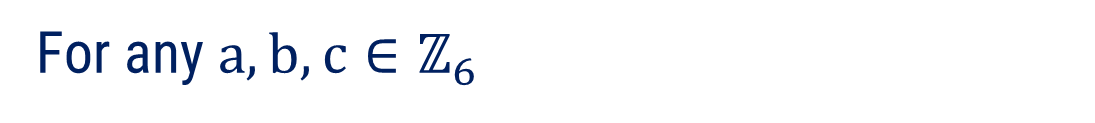 For any a, b, c ∈ ℤ₆